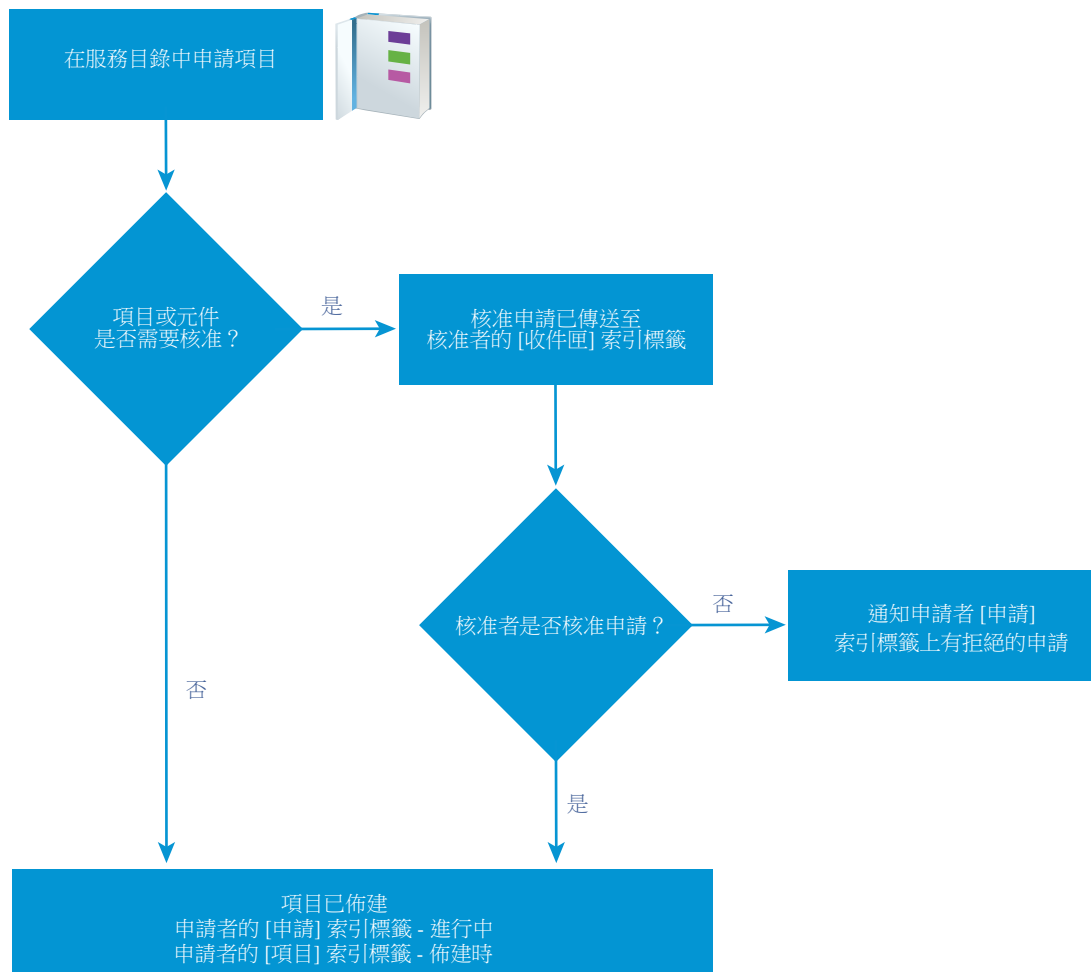 在服務目錄中申請項目
項目或元件
是否需要核准？
是
核准申請已傳送至
核准者的 [收件匣] 索引標籤
核准者是否核准申請？
否
通知申請者 [申請]
索引標籤上有拒絕的申請
否
是
項目已佈建
申請者的 [申請] 索引標籤 - 進行中
申請者的 [項目] 索引標籤 - 佈建時